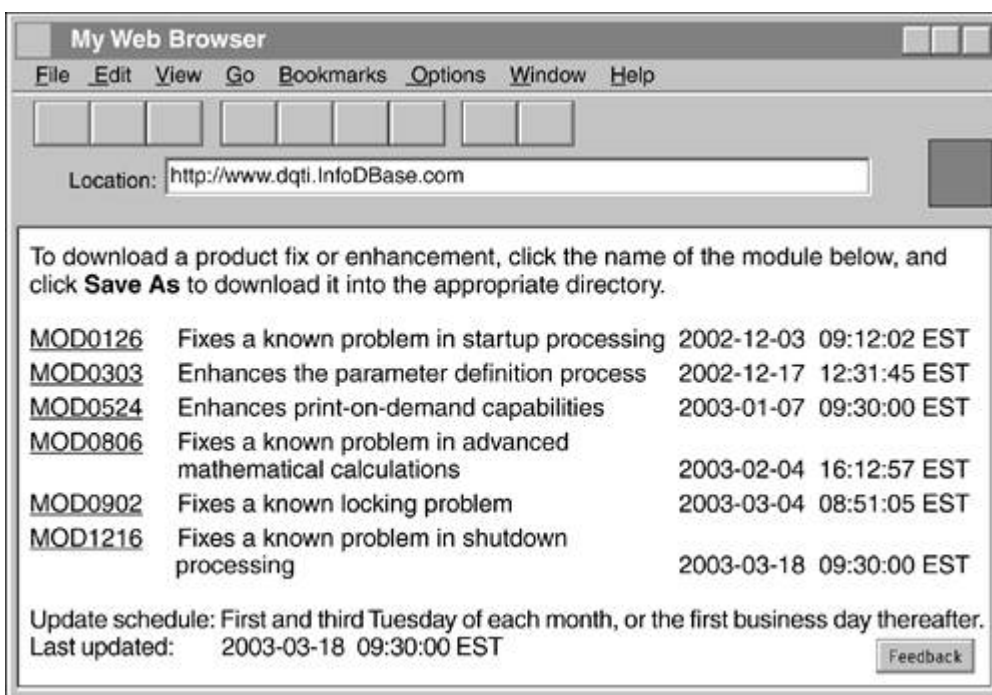 My Web Browser
File Edit View Go Bookmarks Options Window Help
Location: http://www.dqti.InfoDBase.com
To download a product fix or enhancement, click the name of the module below, and
click Save As to download it into the appropriate directory.
MOD0126 Fixes a known problem in startup processing 2002-12-03 09:12:02 EST
MOD0303 Enhances the parameter definition process 2002-12-17 12:31:45 EST
MOD0524 Enhances print-on-demand capabilities 2003-01-07 09:30:00 EST
MOD0806 Fixes a known problem in advanced
mathematical calculations 2003-02-04 16:12:57 EST
MOD0902 Fixes a known locking problem 2003-03-04 08:51:05 EST
MOD1216 Fixes a known problem in shutdown
processing 2003-03-18 09:30:00 EST
Update schedule: First and third Tuesday of each month, or the first business day thereafter.
Last updated: 2003-03-18 09:30:00 EST
Feedback